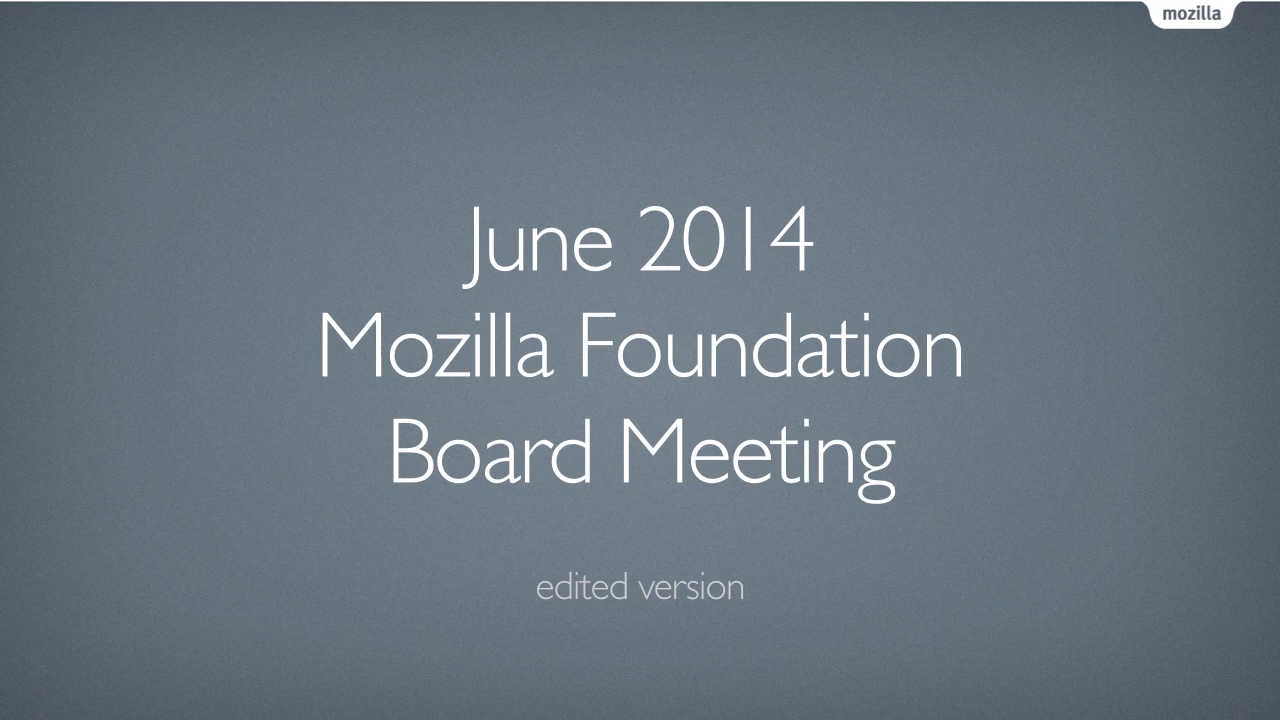 mozilla
June 2014
Mozilla Foundation
Board Meeting
edited version